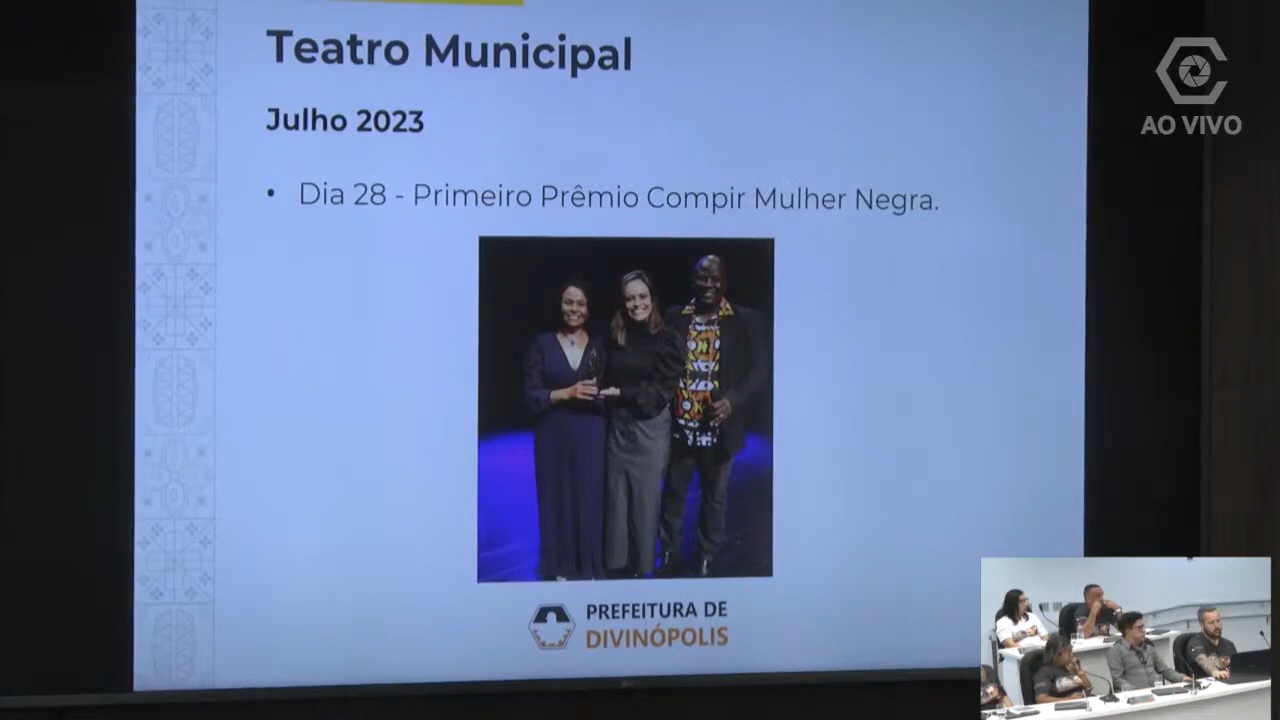 Teatro Municipal
AO VIVO
Julho 2023
• Dia 28 - Primeiro Prêmio Compir Mulher Negra.
PREFEITURA DE
DIVINÓPOLIS